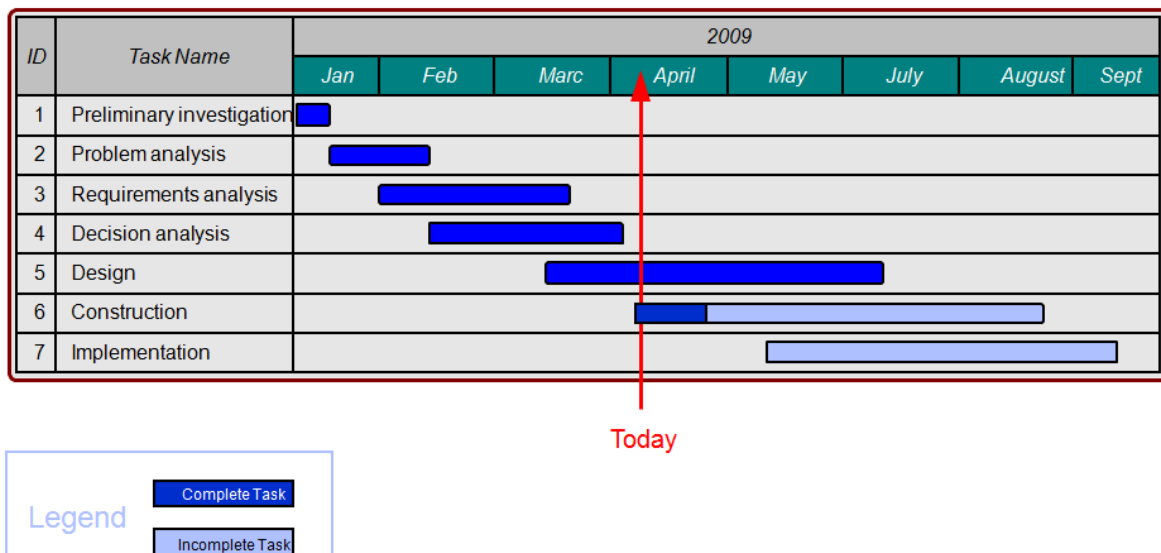 ID Task Name 2009
Jan Feb Marc April May July August Sept
1 Preliminary investigation
2 Problem analysis
3 Requirements analysis
4 Decision analysis
5 Design
6 Construction
7 Implementation
Today
Legend
Complete Task
Incomplete Task